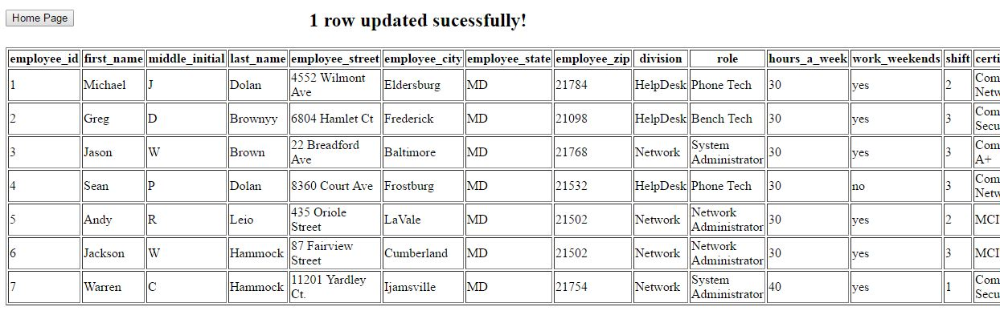 Home Page
1 row updated sucessfully!
employee_id first_name middle_initial last_name employee_street employee_city employee_state employee_zip division role hours_a_week work_weekends shift certi
1 Michael J Dolan 4552 Wilmont Ave Eldersburg MD 21784 HelpDesk Phone Tech 30 yes 2 Com Netw
2 Greg D Brownyy 6804 Hamlet Ct Frederick MD 21098 HelpDesk Bench Tech 30 yes 3 Com Secu
3 Jason W Brown 22 Breadford Ave Baltimore MD 21768 Network System Administrator 30 yes 3 Com A+
4 Sean P Dolan 8360 Court Ave Frostburg MD 21532 HelpDesk Phone Tech 30 no 3 Com Netw
5 Andy R Leio 435 Oriole Street LaVale MD 21502 Network Network Administrator 30 yes 2 MCI
6 Jackson W Hammock 87 Fairview Street Cumberland MD 21502 Network Network Administrator 30 yes 3 MCI
7 Warren C Hammock 11201 Yardley Ct. Ijamsville MD 21754 Network System Administrator 40 yes 1 Com Secu